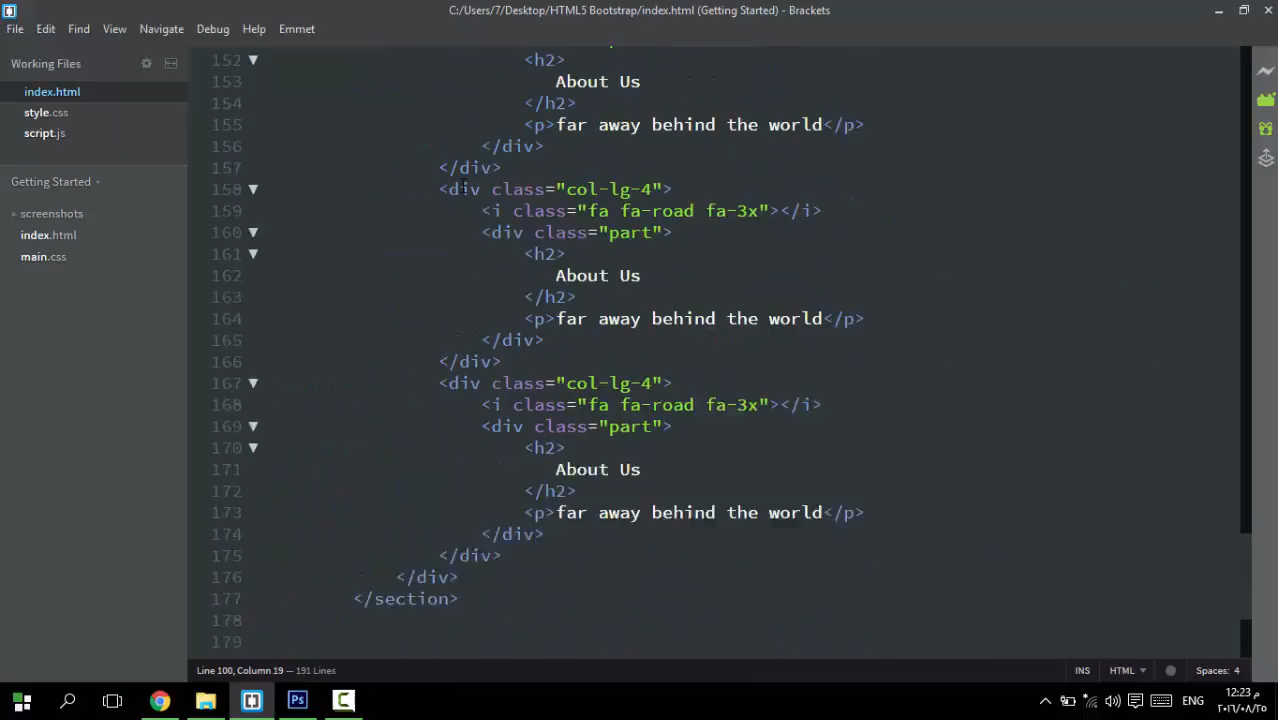 C:/Users/7/Desktop/HTML5 Bootstrap/index.html (Getting Started) - Brackets
File Edit Find View Navigate Debug Help Emmet
Working Files
index.html
style.css
script.js
Getting Started
screenshots
index.html
main.css
152 <h2>
153 About Us
154 </h2>
155 <p>far away behind the world</p>
156 </div>
157 </div>
158 <div class="col-lg-4">
159 <i class="fa fa-road fa-3x"></i>
160 <div class="part">
161 <h2>
162 About Us
163 </h2>
164 <p>far away behind the world</p>
165 </div>
166 </div>
167 <div class="col-lg-4">
168 <i class="fa fa-road fa-3x"></i>
169 <div class="part">
170 <h2>
171 About Us
172 </h2>
173 <p>far away behind the world</p>
174 </div>
175 </div>
176 </div>
177 </section>
178
179
Line 100, Column 19 — 191 Lines
INS HTML Spaces: 4
Ps
ENG
12:23 م
٢٠١٦/٠٨/٢٥